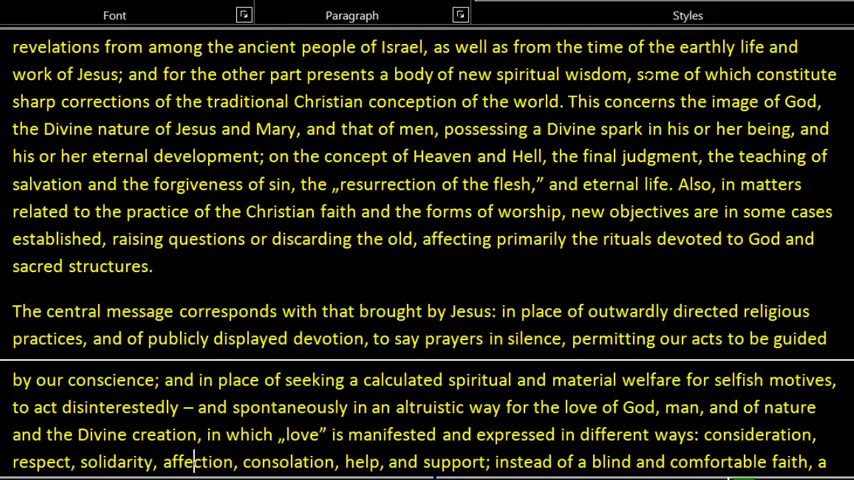 Font
Paragraph
Styles
revelations from among the ancient people of Israel, as well as from the time of the earthly life and
work of Jesus; and for the other part presents a body of new spiritual wisdom, some of which constitute
sharp corrections of the traditional Christian conception of the world. This concerns the image of God,
the Divine nature of Jesus and Mary, and that of men, possessing a Divine spark in his or her being, and
his or her eternal development; on the concept of Heaven and Hell, the final judgment, the teaching of
salvation and the forgiveness of sin, the „resurrection of the flesh,” and eternal life. Also, in matters
related to the practice of the Christian faith and the forms of worship, new objectives are in some cases
established, raising questions or discarding the old, affecting primarily the rituals devoted to God and
sacred structures.
The central message corresponds with that brought by Jesus: in place of outwardly directed religious
practices, and of publicly displayed devotion, to say prayers in silence, permitting our acts to be guided
by our conscience; and in place of seeking a calculated spiritual and material welfare for selfish motives,
to act disinterestedly – and spontaneously in an altruistic way for the love of God, man, and of nature
and the Divine creation, in which „love” is manifested and expressed in different ways: consideration,
respect, solidarity, affection, consolation, help, and support; instead of a blind and comfortable faith, a